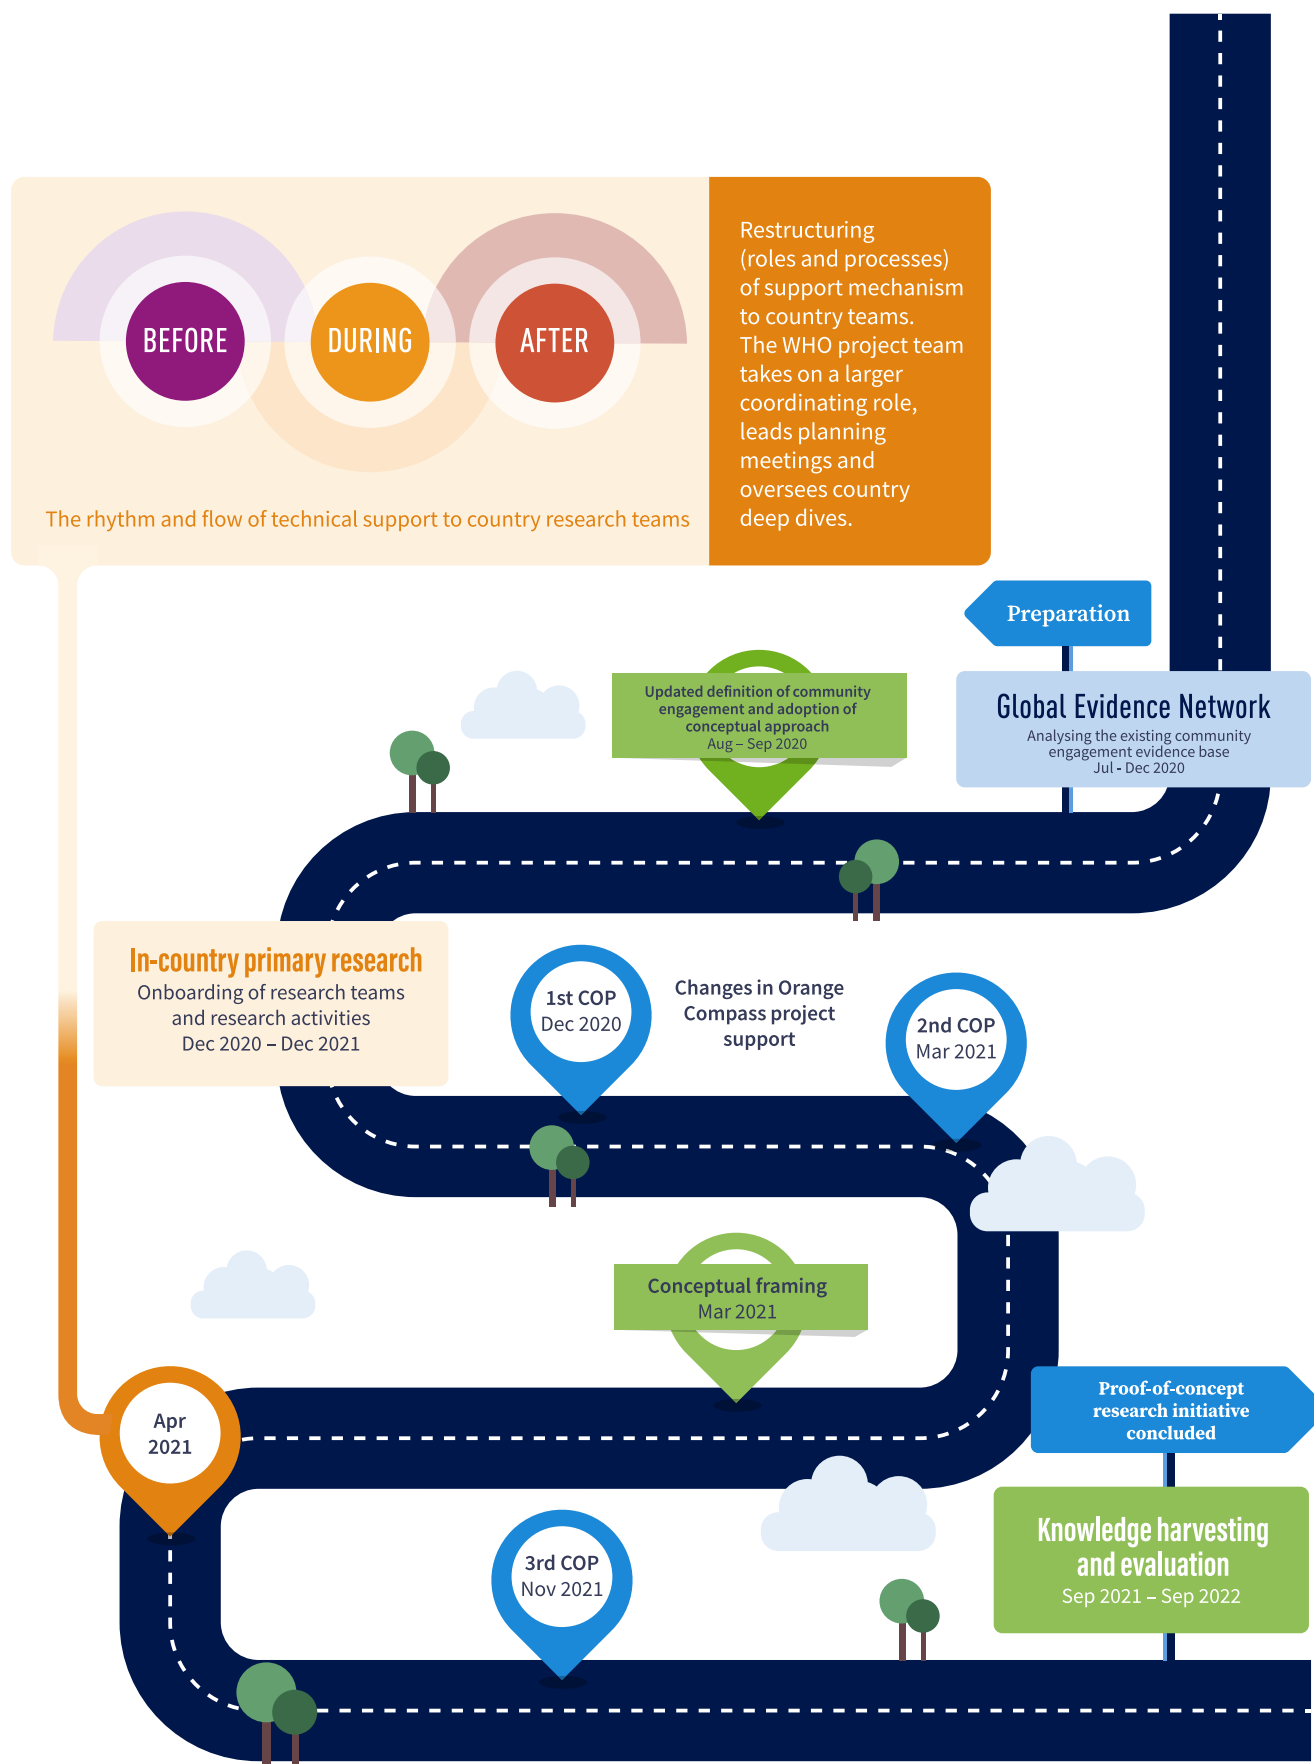 BEFORE
DURING
AFTER
The rhythm and flow of technical support to country research teams
Restructuring
(roles and processes)
of support mechanism
to country teams.
The WHO project team
takes on a larger
coordinating role,
leads planning
meetings and
oversees country
deep dives.
Preparation
Global Evidence Network
Analysing the existing community
engagement evidence base
Jul - Dec 2020
Updated definition of community
engagement and adoption of
conceptual approach
Aug – Sep 2020
In-country primary research
Onboarding of research teams
and research activities
Dec 2020 – Dec 2021
1st COP
Dec 2020
Changes in Orange
Compass project
support
2nd COP
Mar 2021
Conceptual framing
Mar 2021
Apr
2021
3rd COP
Nov 2021
Proof-of-concept
research initiative
concluded
Knowledge harvesting
and evaluation
Sep 2021 – Sep 2022